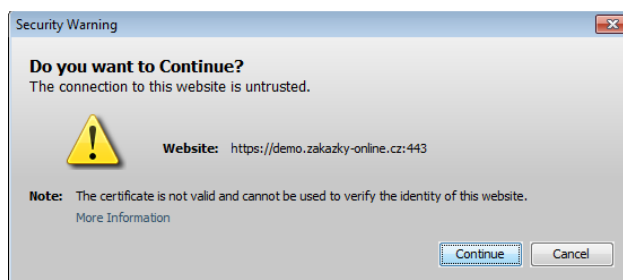 Security Warning
Do you want to Continue?
The connection to this website is untrusted.
Website: https://demo.zakazky-online.cz:443
Note: The certificate is not valid and cannot be used to verify the identity of this website.
More Information
Continue Cancel